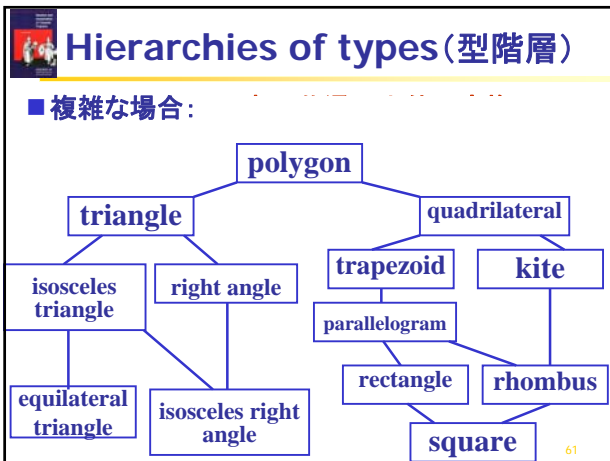 Hierarchies of types（型階層）
■複雑な場合：
polygon
triangle
quadrilateral
isosceles
triangle
right angle
trapezoid
kite
parallelogram
equilateral
triangle
isosceles right
angle
rectangle
rhombus
square
61